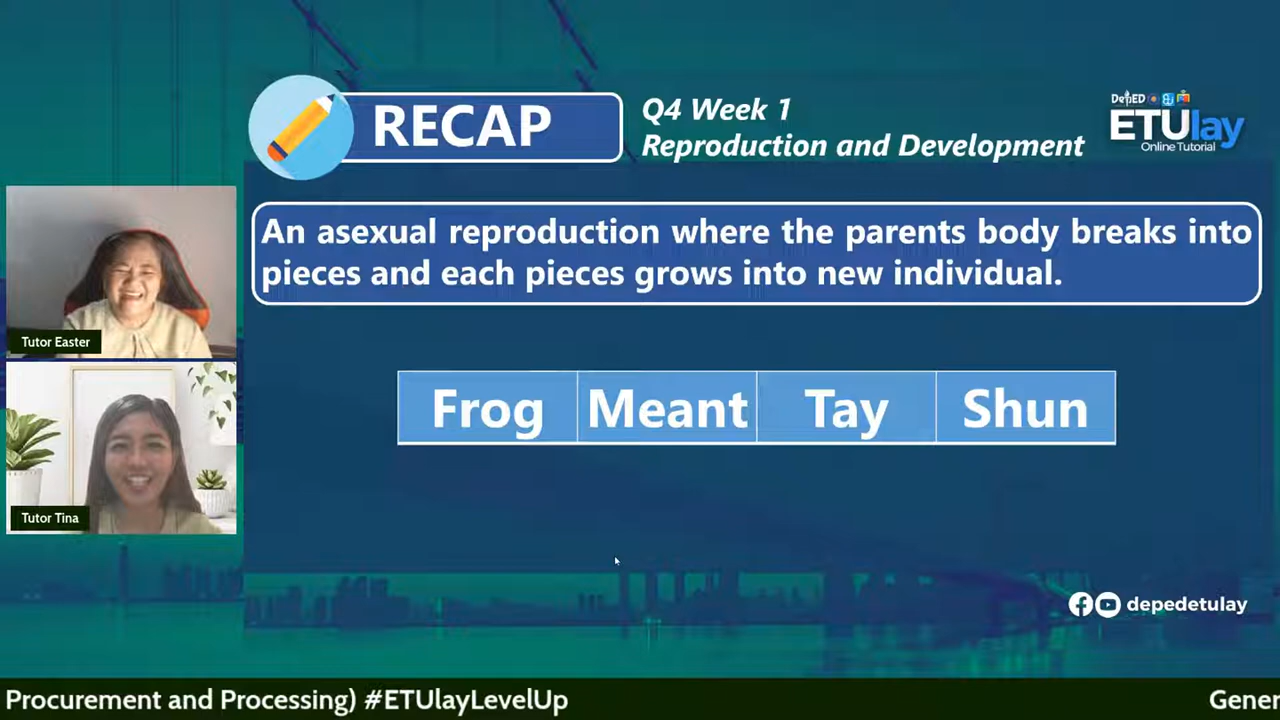 RECAP
Q4 Week 1
Reproduction and Development
DepED
ETUlay
Online Tutorial
An asexual reproduction where the parents body breaks into
pieces and each pieces grows into new individual.
Frog Meant Tay Shun
Tutor Easter
Tutor Tina
depedetulay
Procurement and Processing) #ETUlayLevelUp
Gener